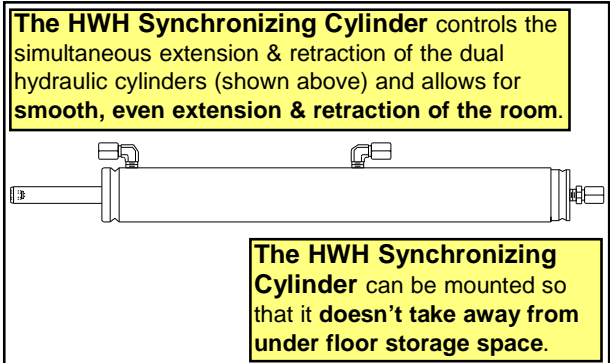 The HWH Synchronizing Cylinder controls the
simultaneous extension & retraction of the dual
hydraulic cylinders (shown above) and allows for
smooth, even extension & retraction of the room.
The HWH Synchronizing
Cylinder can be mounted so
that it doesn't take away from
under floor storage space.